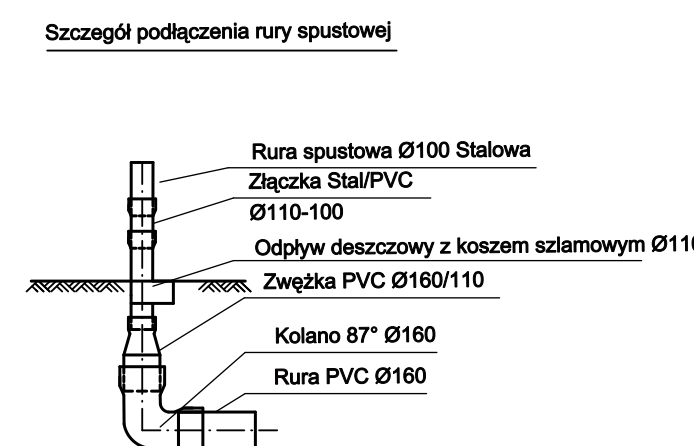 Szczegół podłączenia rury spustowej
Rura spustowa Ø100 Stalowa
Złączka Stal/PVC
Ø110-100
Odpływ deszczowy z koszem szlamowym Ø110
Zwężka PVC Ø160/110
Kolano 87° Ø160
Rura PVC Ø160